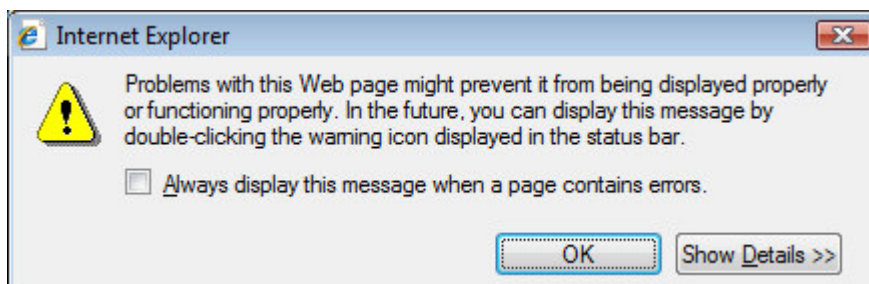 Internet Explorer
Problems with this Web page might prevent it from being displayed properly
or functioning properly. In the future, you can display this message by
double-clicking the warning icon displayed in the status bar.
Always display this message when a page contains errors.
OK
Show Details >>